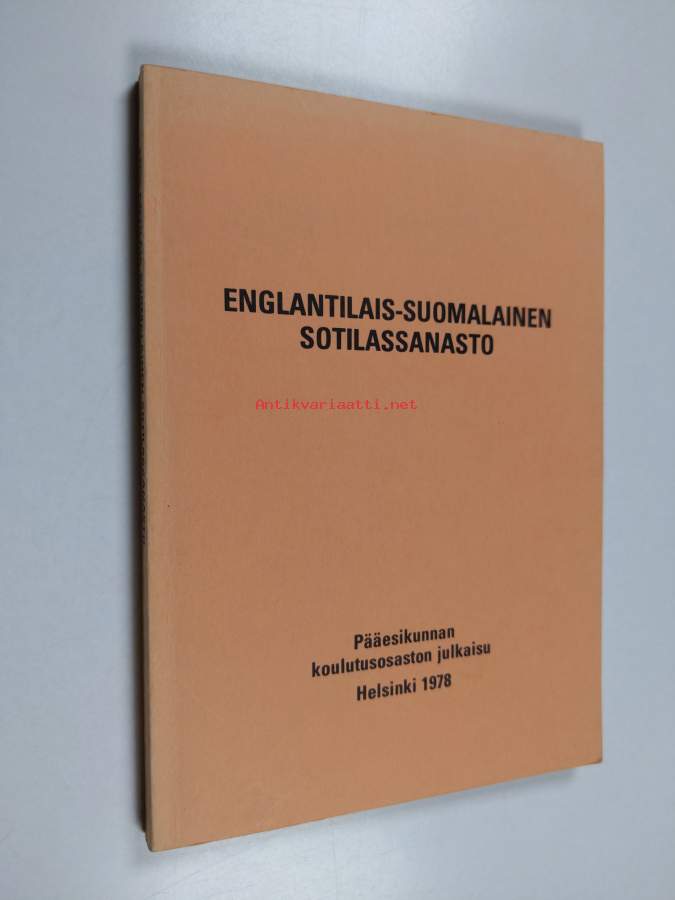 ENGLANTILAIS-SUOMALAINEN
SOTILASSANASTO
Antikvariaatti.net
Pääesikunnan
koulutusosaston julkaisu
Helsinki 1978